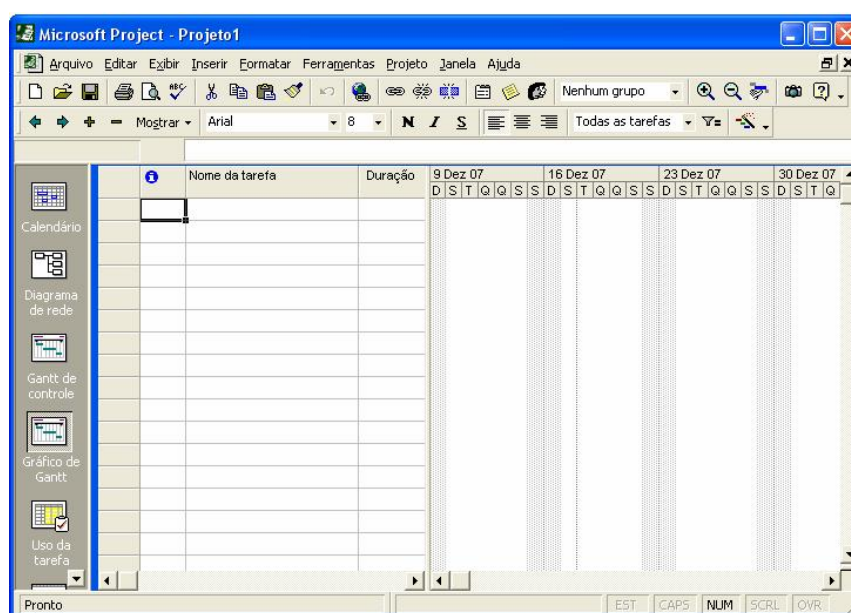 Microsoft Project - Projeto1
Arquivo Editar Exibir Inserir Formatar Ferramentas Projeto Janela Ajuda
Nenhum grupo
Mostrar Arial 8 N I S Todas as tarefas
Nome da tarefa Duração 9 Dez 07 16 Dez 07 23 Dez 07 30 Dez 07
D S T Q Q S S D S T Q Q S S D S T Q Q S S D S T Q
Calendário
Diagrama
de rede
Gantt de
controle
Gráfico de
Gantt
Uso da
tarefa
Pronto EST CAPS NUM SCRL OVR